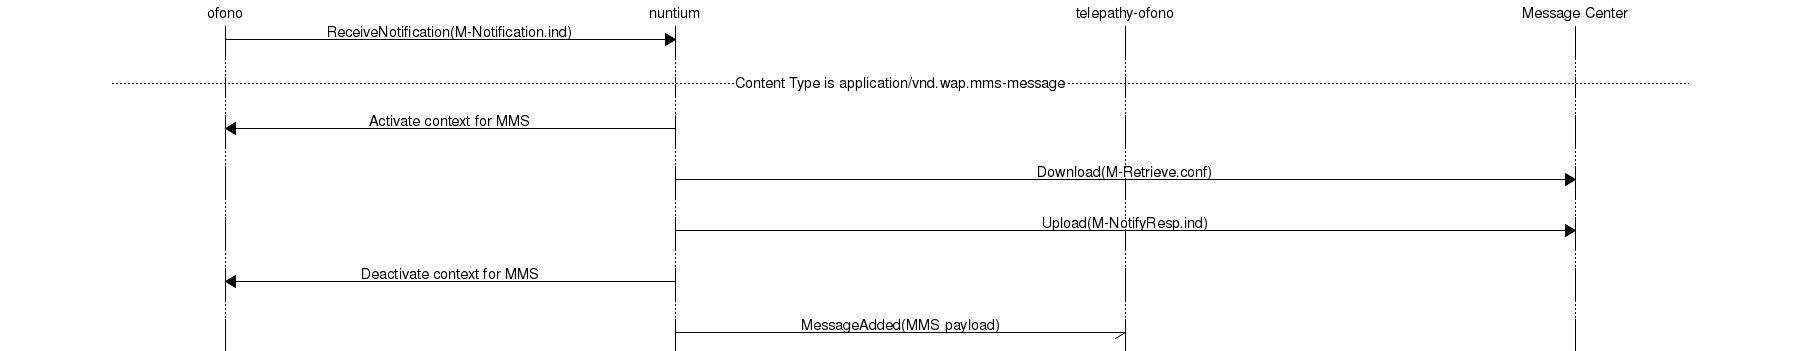 ofono nuntium telepathy-ofono Message Center
ReceiveNotification(M-Notification.ind)
Content Type is application/vnd.wap.mms-message
Activate context for MMS
Download(M-Retrieve.conf)
Upload(M-NotifyResp.ind)
Deactivate context for MMS
MessageAdded(MMS payload)